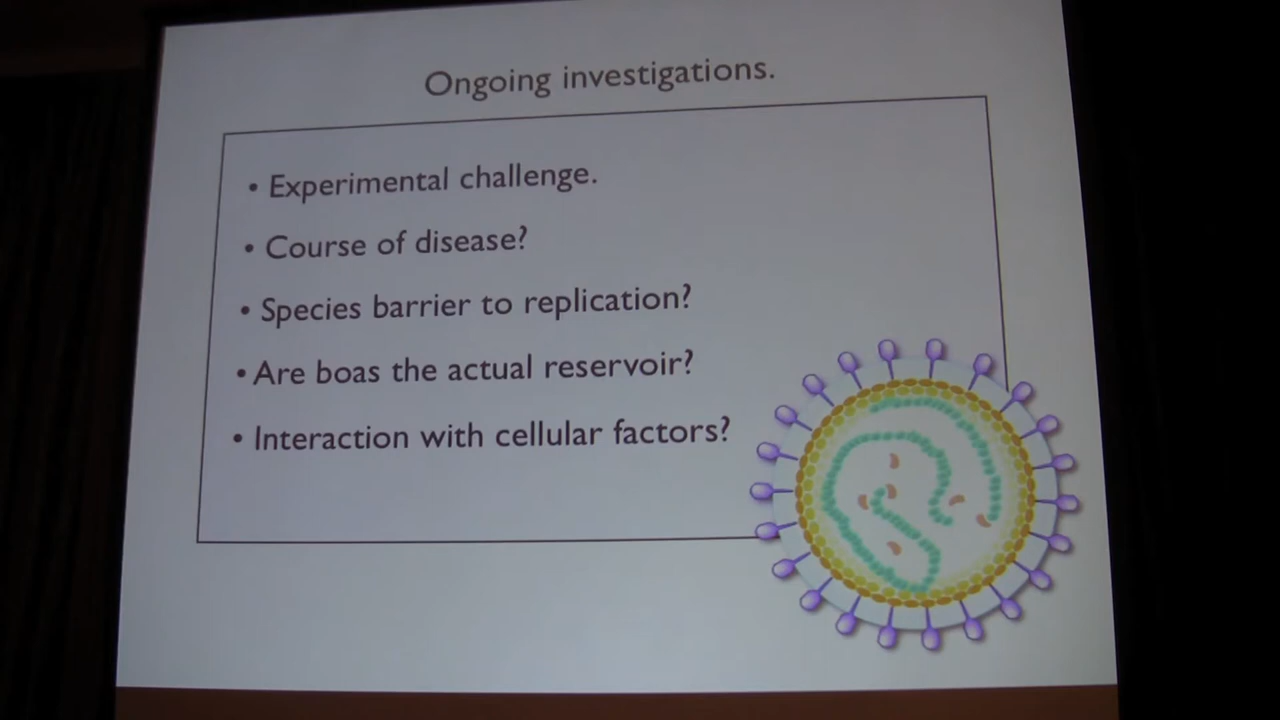 Ongoing investigations.
• Experimental challenge.
• Course of disease?
• Species barrier to replication?
• Are boas the actual reservoir?
• Interaction with cellular factors?